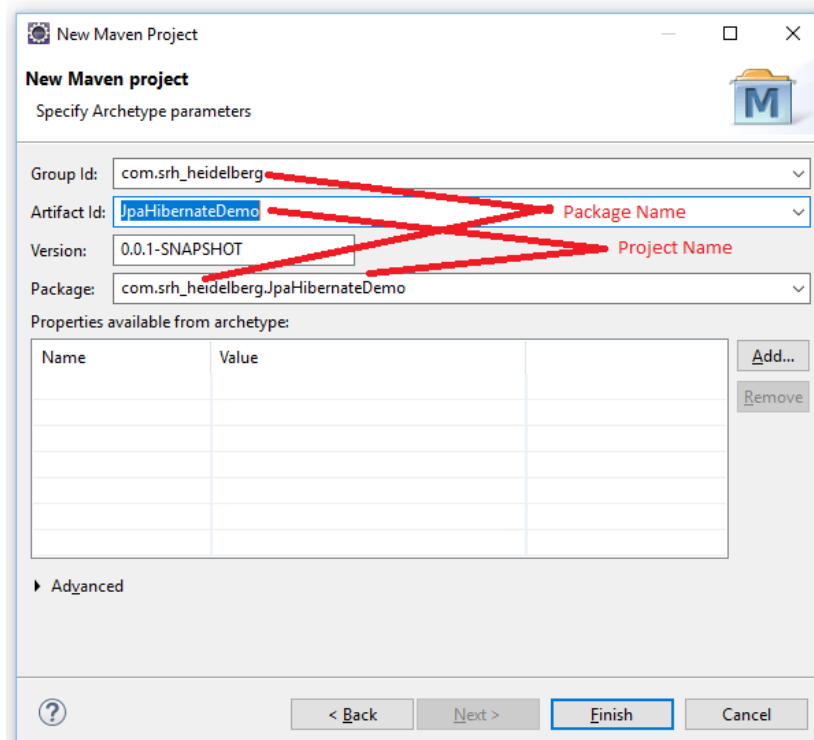 New Maven Project
New Maven project
Specify Archetype parameters
M
Group Id: com.srh_heidelberg
Artifact Id: JpaHibernateDemo Package Name
Version: 0.0.1-SNAPSHOT Project Name
Package: com.srh_heidelberg.JpaHibernateDemo
Properties available from archetype:
Name Value Add...
Remove
Advanced
? < Back Next > Finish Cancel